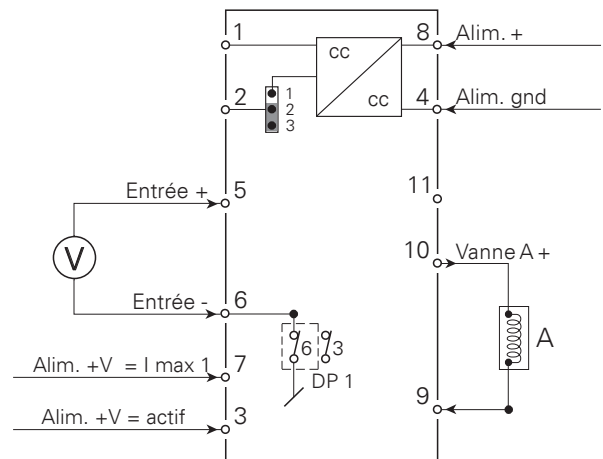 1
8
Alim. +
cc
cc
1
2
3
2
4
Alim. gnd
Entrée +
5
11
V
10
Vanne A +
Entrée -
6
6
3
A
DP 1
Alim. +V = I max 1
7
9
Alim. +V = actif
3